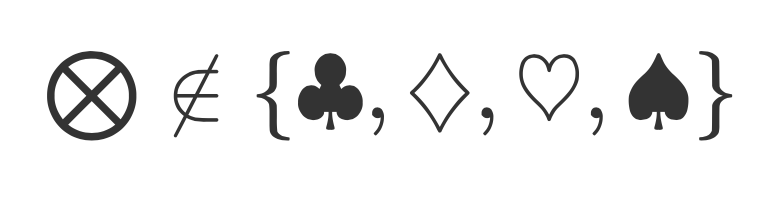 ⊗ ∉ {♣, ♢, ♡, ♠}